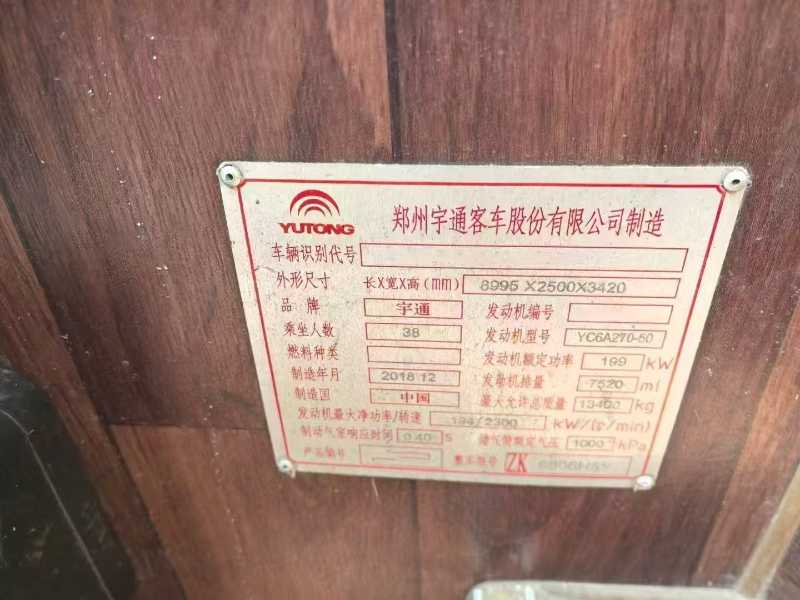 YUTONG
郑州宇通客车股份有限公司制造
车辆识别代号
外形尺寸 长X宽X高(mm) 8995 X2500X3420
品牌 宇通 发动机编号
乘坐人数 38 发动机型号 YC6A270-50
燃料种类 发动机额定功率 199 kW
制造年月 2018.12 发动机排量 7520 ml
制造国 中国 最大允许总质量 13400 kg
发动机最大净功率/转速 194/2300 kW/(r/min)
制动气室响应时间 0.40 S 储气筒额定气压 1000 kPa
产品编号 整车型号 ZK